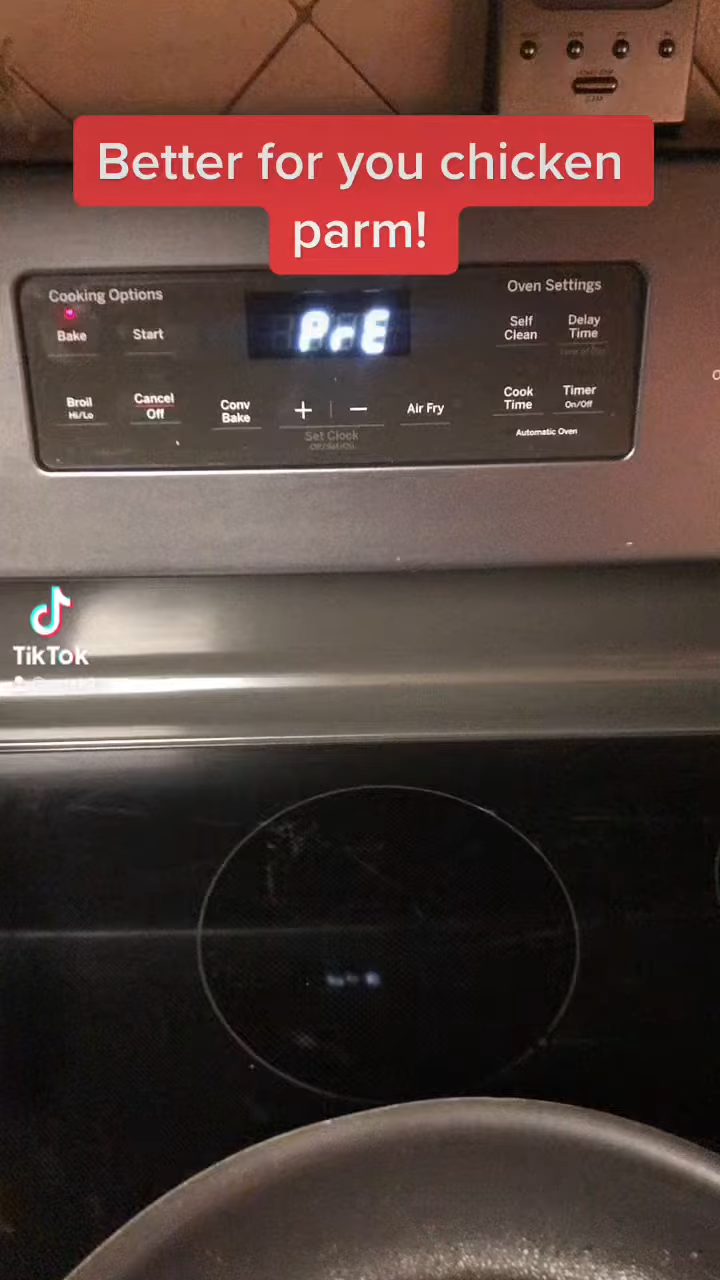 Better for you chicken
parm!
Cooking Options
Oven Settings
Bake
Start
PrE
Self
Clean
Delay
Time
Broil
Hi/Lo
Cancel
Off
Conv
Bake
+
−
Air Fry
Cook
Time
Timer
On/Off
Set Clock
Automatic Oven
TikTok